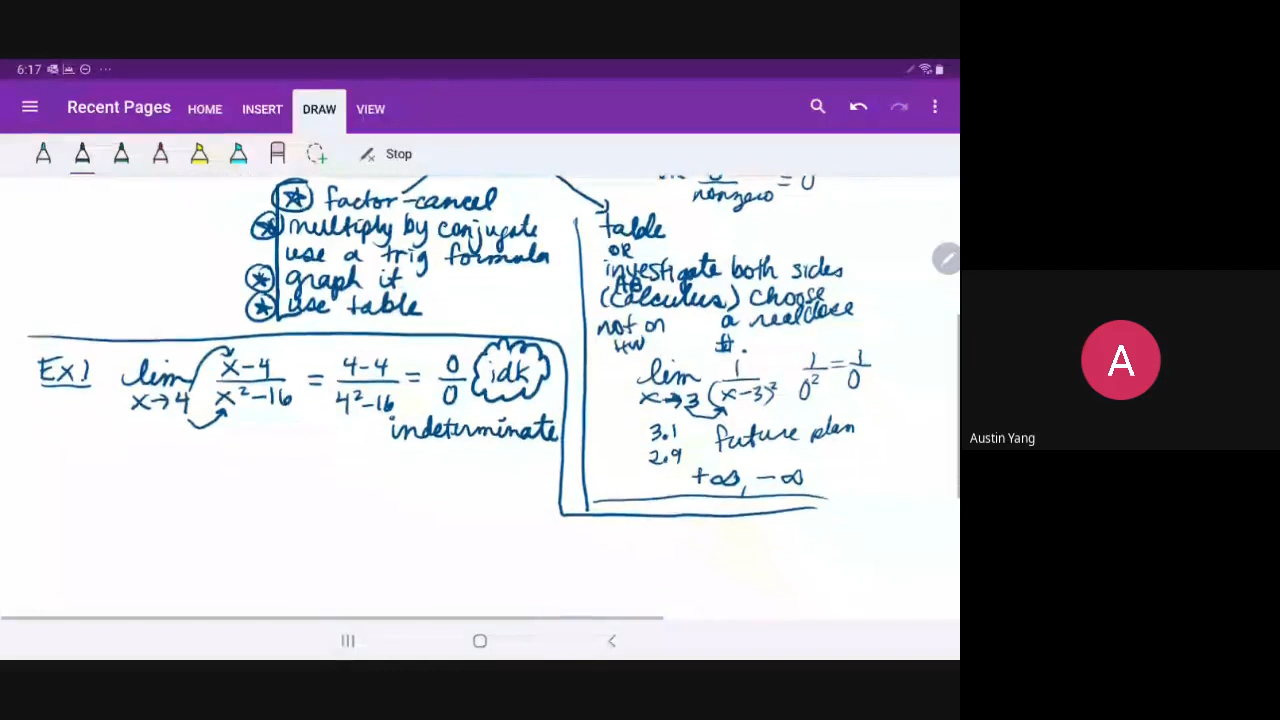 6:17
Recent Pages HOME INSERT DRAW VIEW
Stop
factor-cancel
multiply by conjugate
use a trig formula
graph it
use table
0/nonzero = 0
table
OR
investigate both sides
AB
(Calculus) choose
a real close
#.
not on
HW
lim x→3 1/(x-3)² 1/0² = 1/0
3.1
2.9
future plan
+∞, -∞
Ex) lim x→4 x-4/x²-16 = 4-4/4²-16 = 0/0 idk
indeterminate
A
Austin Yang